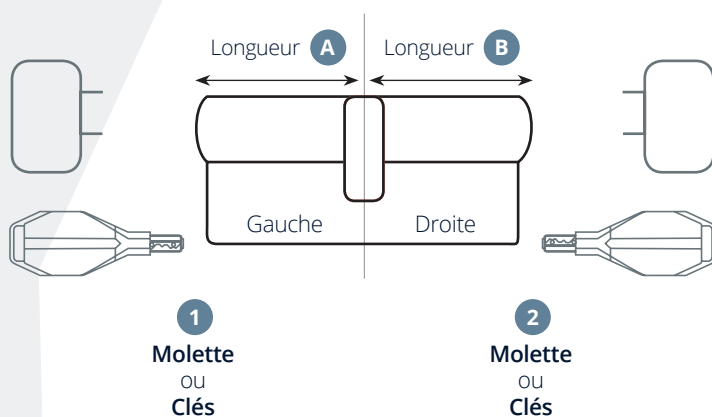 Longueur A
Longueur B
Gauche
Droite
1
Molette
ou
Clés
2
Molette
ou
Clés